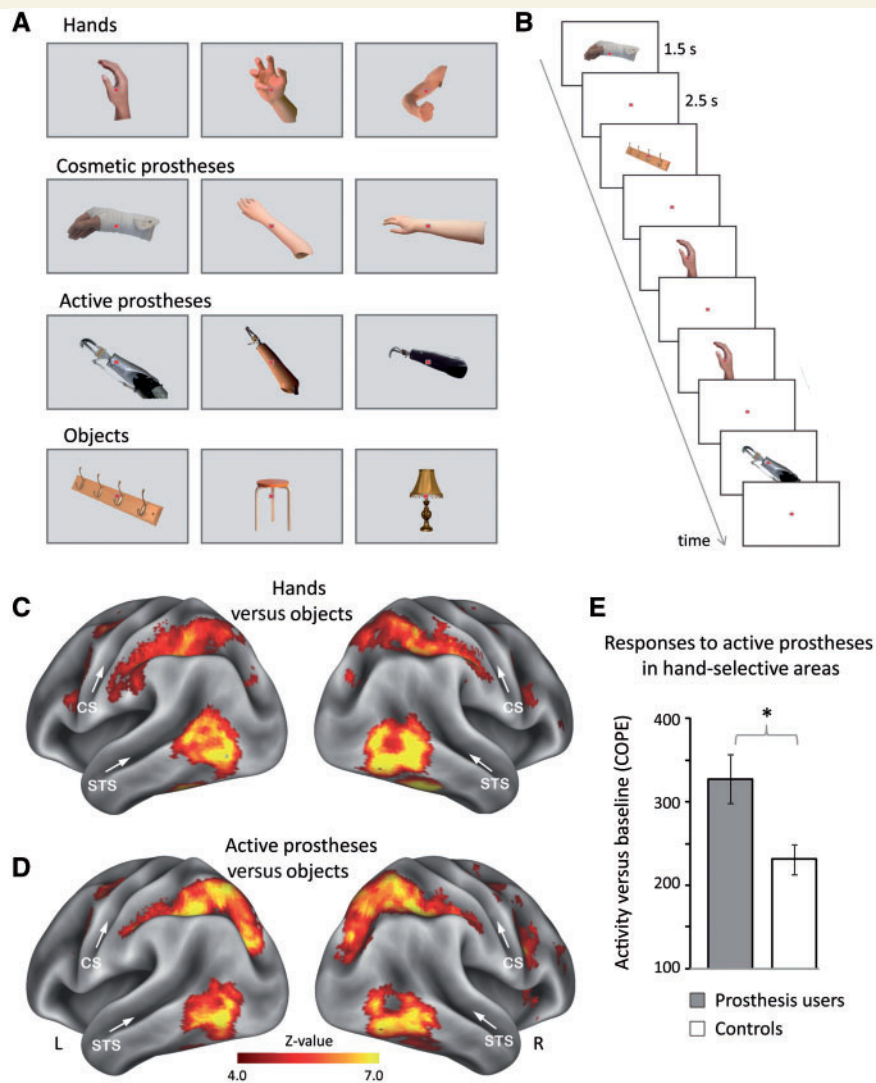 A
Hands
Cosmetic prostheses
Active prostheses
Objects
B
1.5 s
2.5 s
time
C
Hands
versus objects
CS
STS
CS
STS
D
Active prostheses
versus objects
CS
STS
CS
STS
L
R
Z-value
4.0
7.0
E
Responses to active prostheses
in hand-selective areas
*
Activity versus baseline (COPE)
400
300
200
100
Prosthesis users
Controls